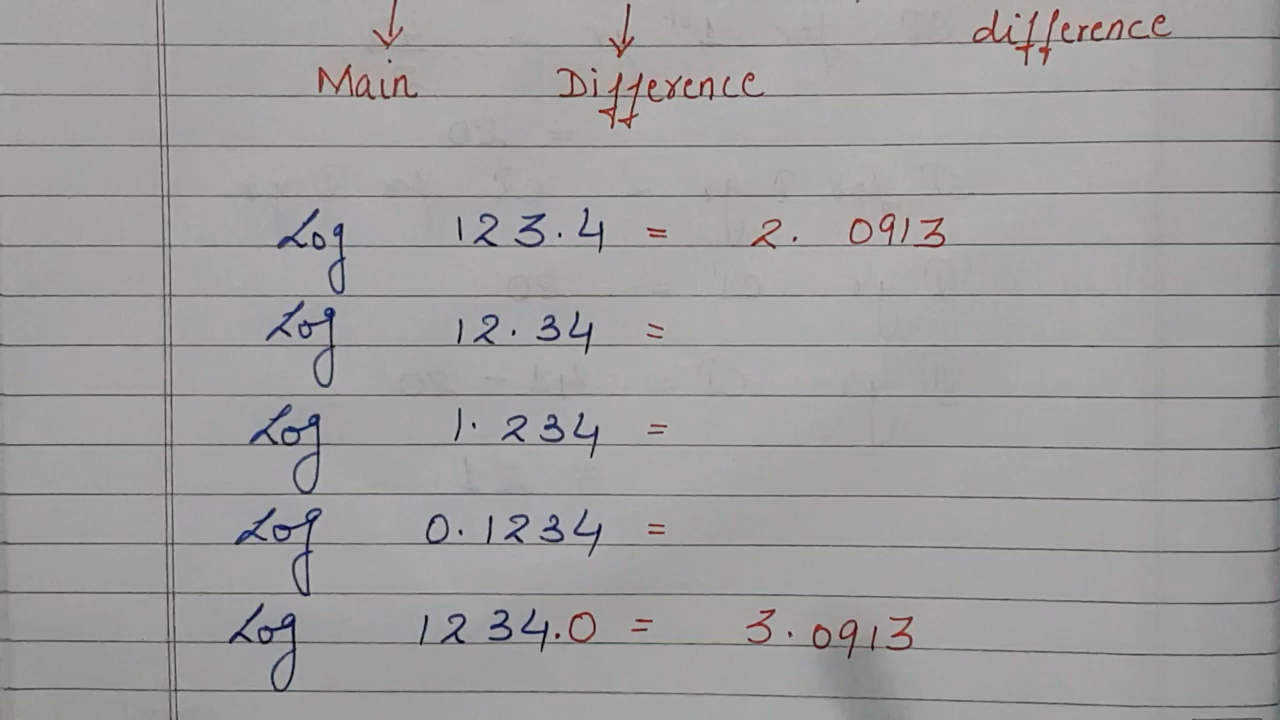 difference
Main Difference
Log 123.4 = 2. 0913
Log 12.34 =
Log 1.234 =
Log 0.1234 =
Log 1234.0 = 3.0913